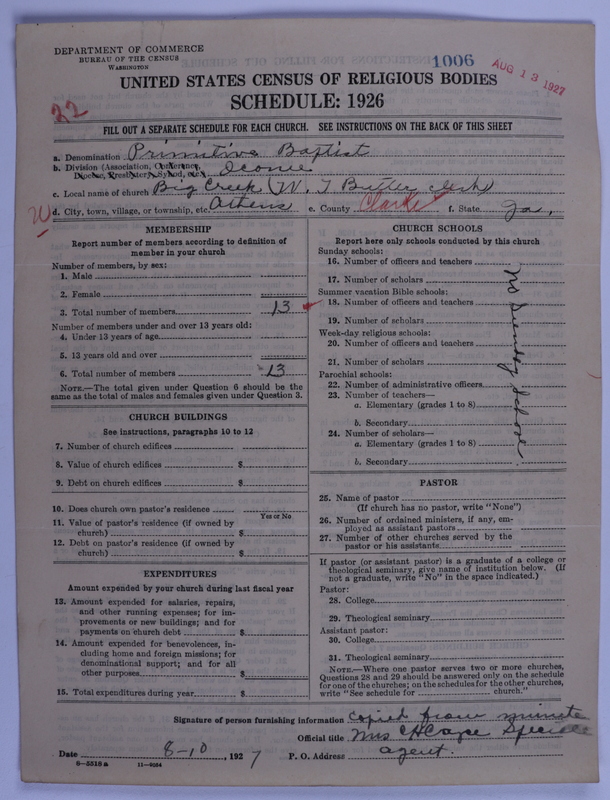 DEPARTMENT OF COMMERCE
BUREAU OF THE CENSUS
WASHINGTON
1006
AUG 13 1927
UNITED STATES CENSUS OF RELIGIOUS BODIES
SCHEDULE: 1926
22
FILL OUT A SEPARATE SCHEDULE FOR EACH CHURCH. SEE INSTRUCTIONS ON THE BACK OF THIS SHEET
a. Denomination Primitive Baptist
b. Division (Association, Conference, Oconee
Diocese, Presbytery, Synod, etc.)
c. Local name of church Big Creek (W. T Butler clerk)
d. City, town, village, or township, etc. Athens e. County Clarke f. State Ga.
MEMBERSHIP
Report number of members according to definition of
member in your church
Number of members, by sex:
1. Male
2. Female
3. Total number of members 13
Number of members under and over 13 years old:
4. Under 13 years of age
5. 13 years old and over
6. Total number of members 13
NOTE.—The total given under Question 6 should be
same as the total of males and females given under Question 3.
CHURCH BUILDINGS
See instructions, paragraphs 10 to 12
7. Number of church edifices
8. Value of church edifices $
9. Debt on church edifices $
10. Does church own pastor's residence
Yes or No
11. Value of pastor's residence (if owned by
church) $
12. Debt on pastor's residence (if owned by
church) $
EXPENDITURES
Amount expended by your church during last fiscal year
13. Amount expended for salaries, repairs,
and other running expenses; for im-
provements or new buildings; and for
payments on church debt $
14. Amount expended for benevolences, in-
cluding home and foreign missions; for
denominational support; and for all
other purposes $
15. Total expenditures during year $
CHURCH SCHOOLS
Report here only schools conducted by this church
Sunday schools:
16. Number of officers and teachers
17. Number of scholars
Summer vacation Bible schools:
18. Number of officers and teachers
19. Number of scholars
Week-day religious schools:
20. Number of officers and teachers
21. Number of scholars
Parochial schools:
22. Number of administrative officers
23. Number of teachers—
a. Elementary (grades 1 to 8)
b. Secondary
24. Number of scholars—
a. Elementary (grades 1 to 8)
b. Secondary
No Sunday School
PASTOR
25. Name of pastor
(If church has no pastor, write "None")
26. Number of ordained ministers, if any, em-
ployed as assistant pastors
27. Number of other churches served by the
pastor or his assistants
If pastor (or assistant pastor) is a graduate of a college or
theological seminary, give name of institution below. (If
not a graduate, write "No" in the space indicated.)
Pastor:
28. College
29. Theological seminary
Assistant pastor:
30. College
31. Theological seminary
NOTE.—Where one pastor serves two or more churches,
Questions 28 and 29 should be answered only on the schedule
for one of the churches; on the schedules for the other churches,
write "See schedule for church."
Signature of person furnishing information Copied from minute
Official title Mrs Special
Date 8-10, 1927 P. O. Address agent.
6—5518a 11—9264